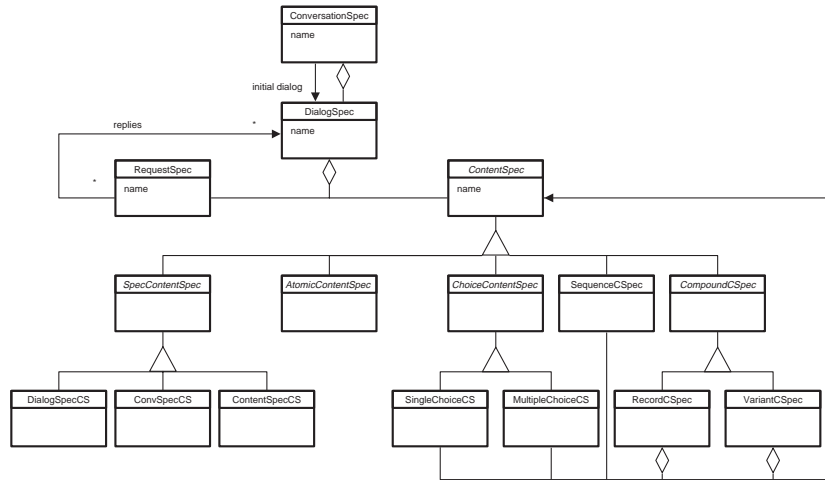 ConversationSpec
name
initial dialog
DialogSpec
name
replies
*
RequestSpec
name
*
ContentSpec
name
SpecContentSpec
AtomicContentSpec
ChoiceContentSpec
SequenceCSpec
CompoundCSpec
DialogSpecCS
ConvSpecCS
ContentSpecCS
SingleChoiceCS
MultipleChoiceCS
RecordCSpec
VariantCSpec